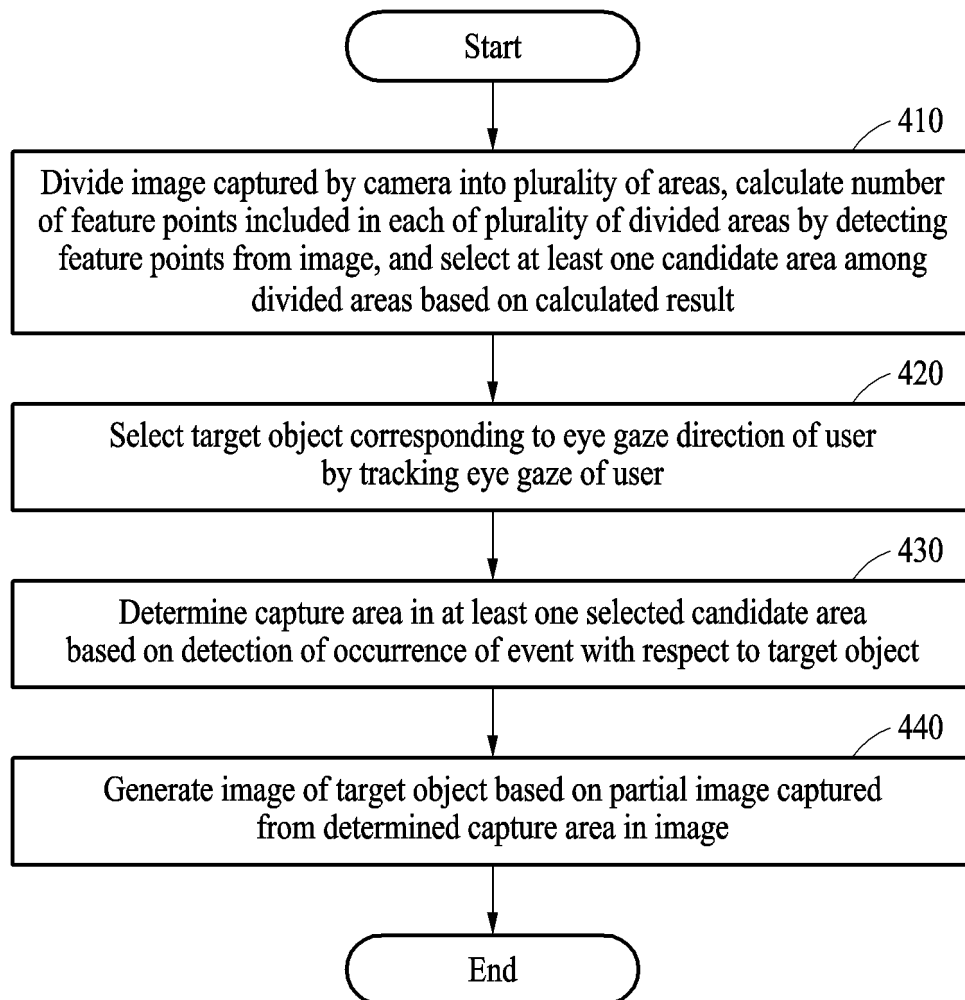 Start
410
Divide image captured by camera into plurality of areas, calculate number
of feature points included in each of plurality of divided areas by detecting
feature points from image, and select at least one candidate area among
divided areas based on calculated result
420
Select target object corresponding to eye gaze direction of user
by tracking eye gaze of user
430
Determine capture area in at least one selected candidate area
based on detection of occurrence of event with respect to target object
440
Generate image of target object based on partial image captured
from determined capture area in image
End